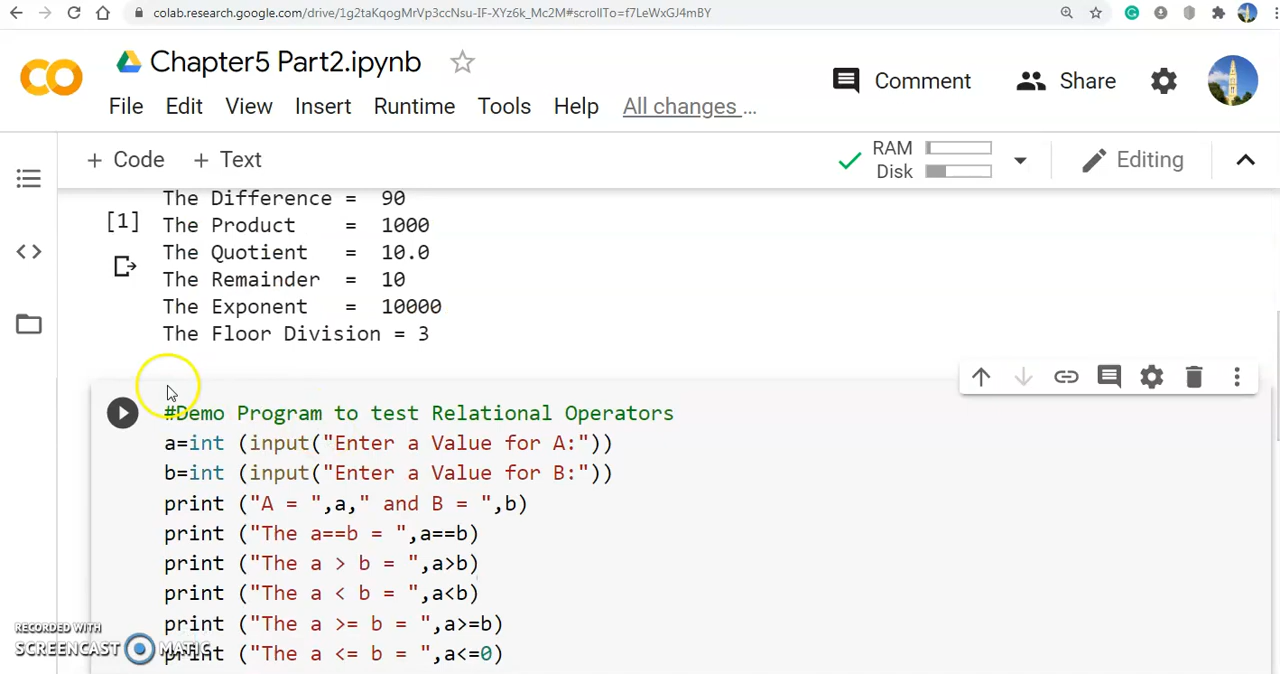 colab.research.google.com/drive/1g2taKqogMrVp3ccNsu-IF-XYz6k_Mc2M#scrollTo=f7LeWxGJ4mBY
Chapter5 Part2.ipynb
Comment
Share
File Edit View Insert Runtime Tools Help All changes ...
+ Code + Text
RAM
Disk
Editing
The Difference = 90
[1] The Product = 1000
The Quotient = 10.0
The Remainder = 10
The Exponent = 10000
The Floor Division = 3
#Demo Program to test Relational Operators
a=int (input("Enter a Value for A:"))
b=int (input("Enter a Value for B:"))
print ("A = ",a," and B = ",b)
print ("The a==b = ",a==b)
print ("The a > b = ",a>b)
print ("The a < b = ",a<b)
print ("The a >= b = ",a>=b)
print ("The a <= b = ",a<=0)
RECORDED WITH
SCREENCAST MATIC